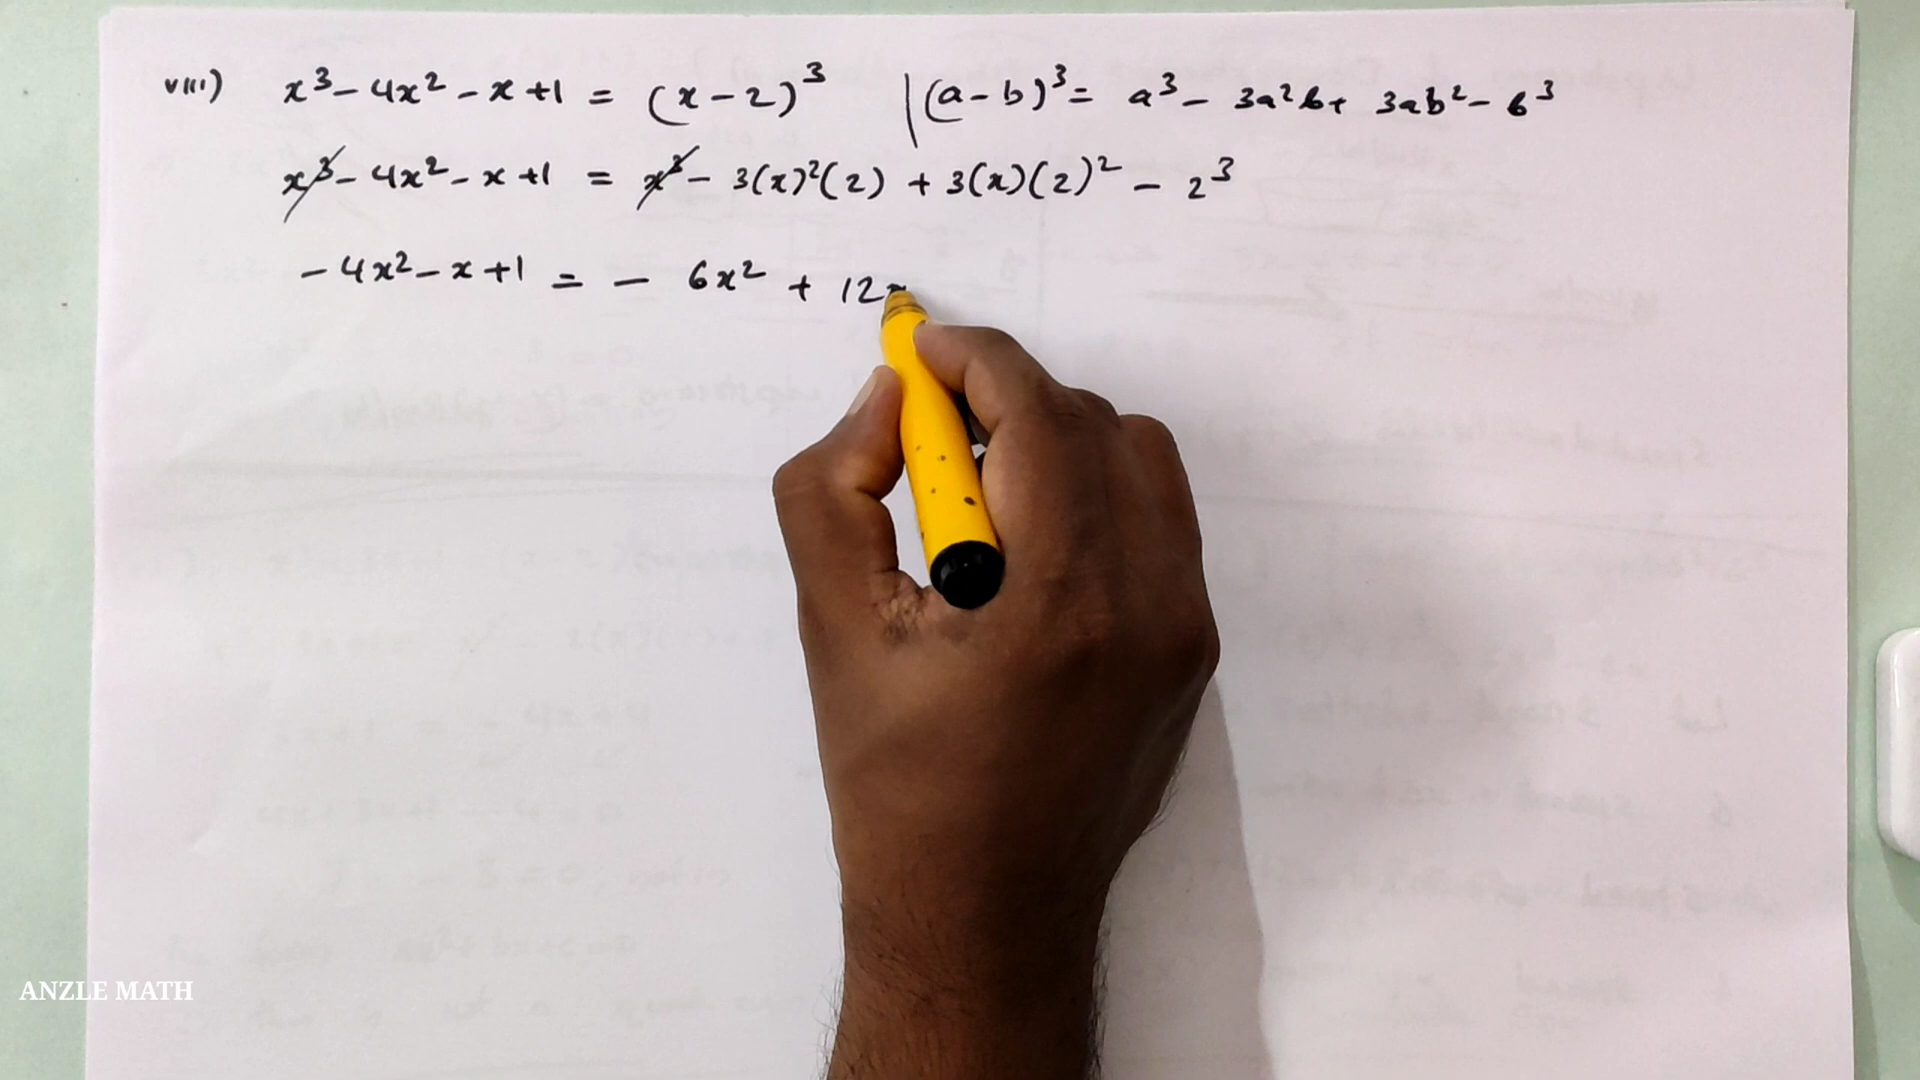 viii) x³ - 4x² - x + 1 = (x - 2)³ | (a - b)³ = a³ - 3a²b + 3ab² - b³
x³ - 4x² - x + 1 = x³ - 3(x)²(2) + 3(x)(2)² - 2³
- 4x² - x + 1 = - 6x² + 12x
ANZLE MATH